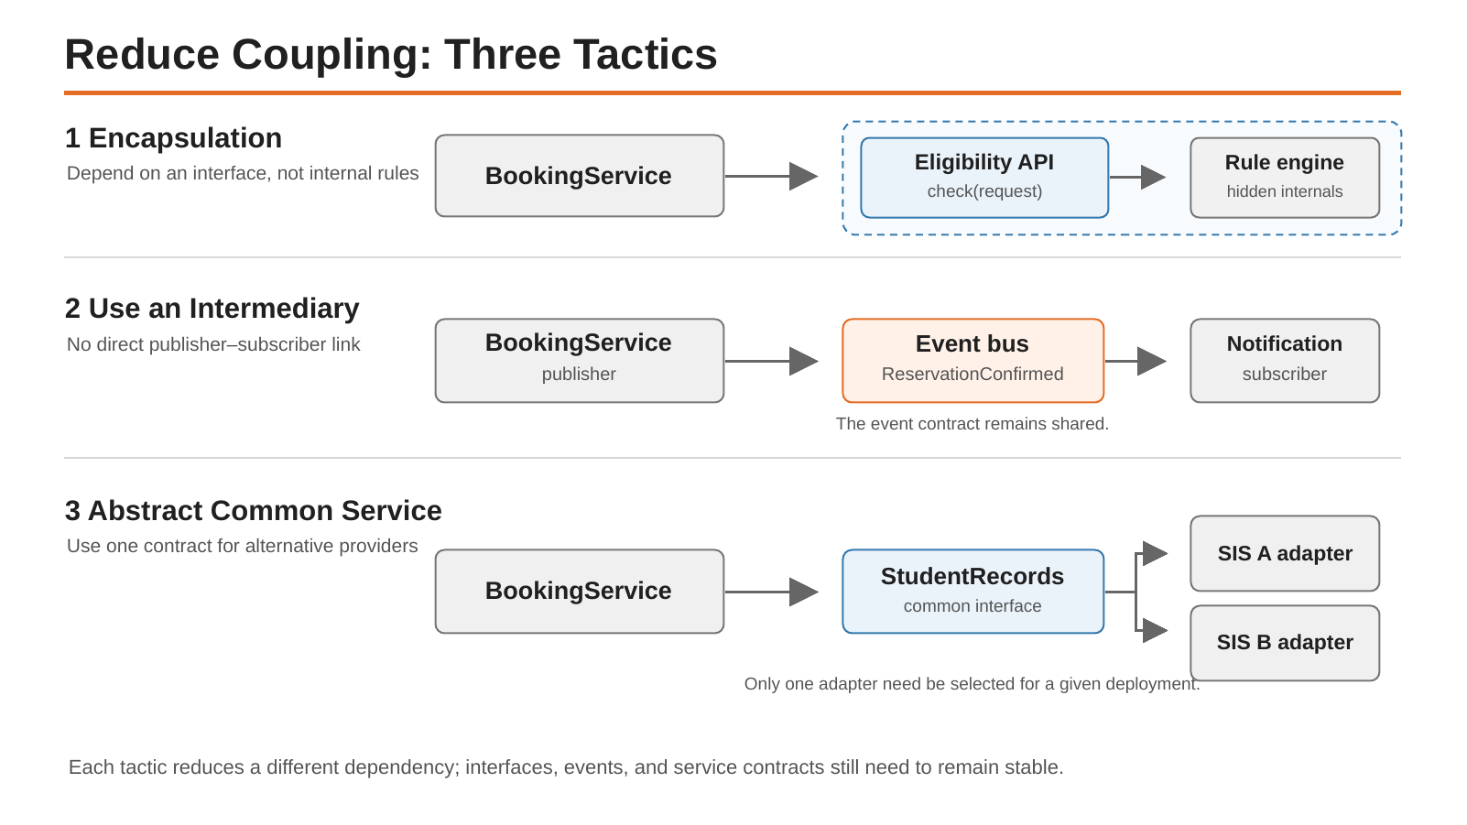 Reduce Coupling: Three Tactics
1 Encapsulation
Depend on an interface, not internal rules
BookingService
Eligibility API
check(request)
Rule engine
hidden internals
2 Use an Intermediary
No direct publisher–subscriber link
BookingService
publisher
Event bus
ReservationConfirmed
Notification
subscriber
The event contract remains shared.
3 Abstract Common Service
Use one contract for alternative providers
BookingService
StudentRecords
common interface
SIS A adapter
SIS B adapter
Only one adapter need be selected for a given deployment.
Each tactic reduces a different dependency; interfaces, events, and service contracts still need to remain stable.